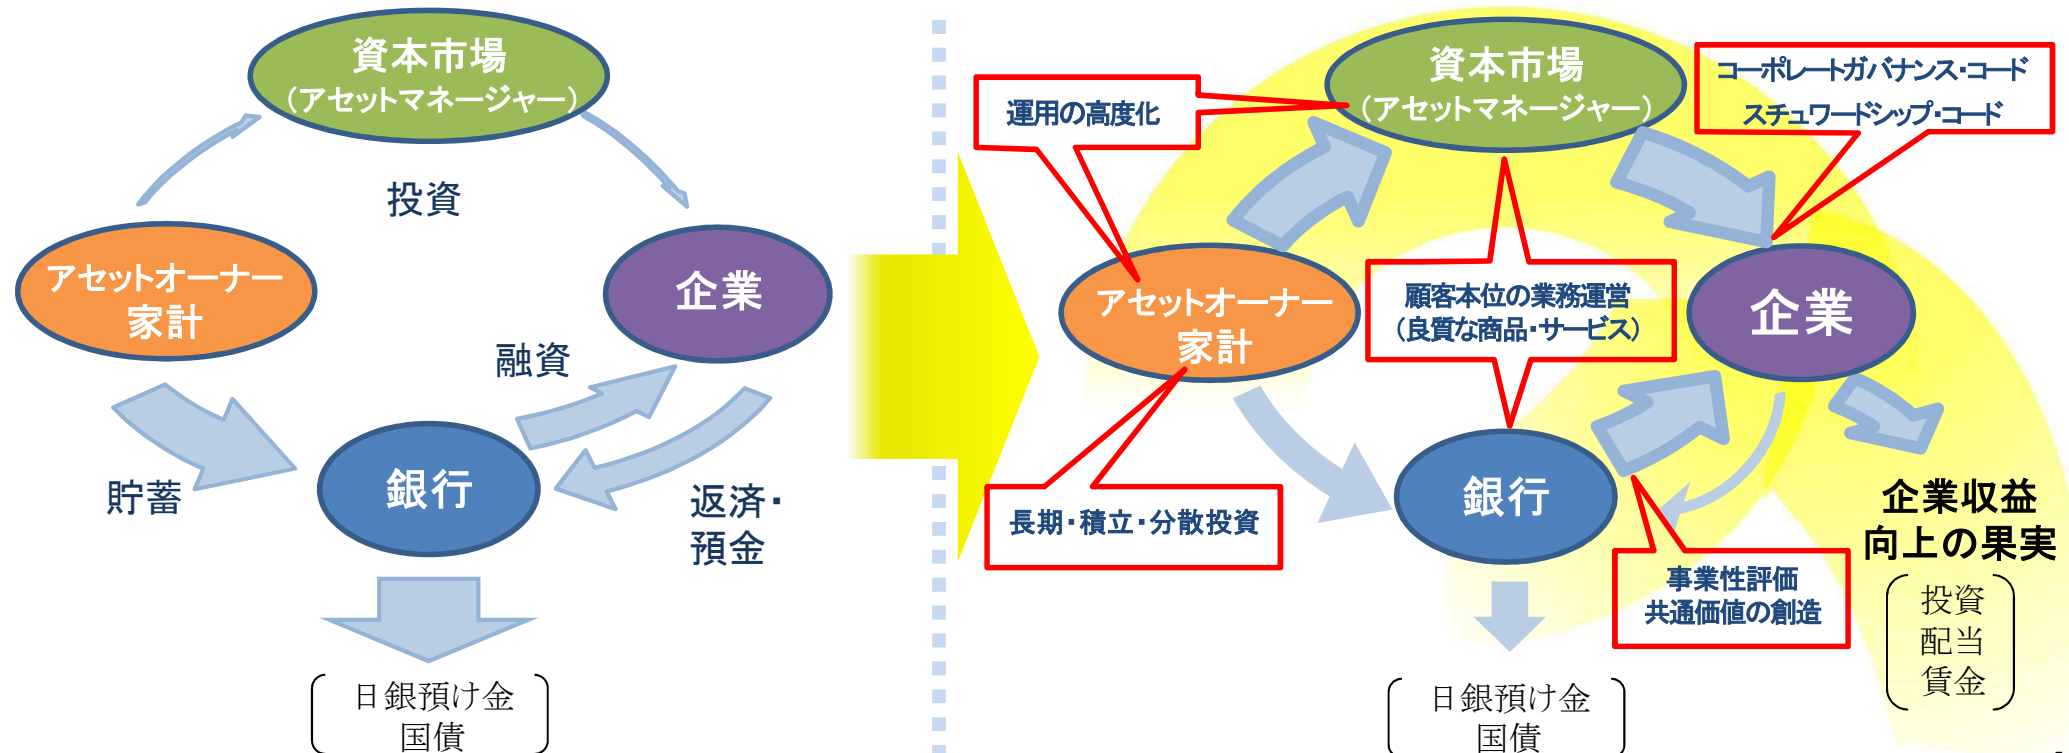 資本市場
（アセットマネージャー）
投資
アセットオーナー
家計
企業
融資
銀行
貯蓄
返済・
預金
日銀預け金
国債
資本市場
（アセットマネージャー）
運用の高度化
コーポレートガバナンス・コード
スチュワードシップ・コード
アセットオーナー
家計
顧客本位の業務運営
（良質な商品・サービス）
企業
銀行
長期・積立・分散投資
事業性評価
共通価値の創造
企業収益
向上の果実
投資
配当
賃金
日銀預け金
国債